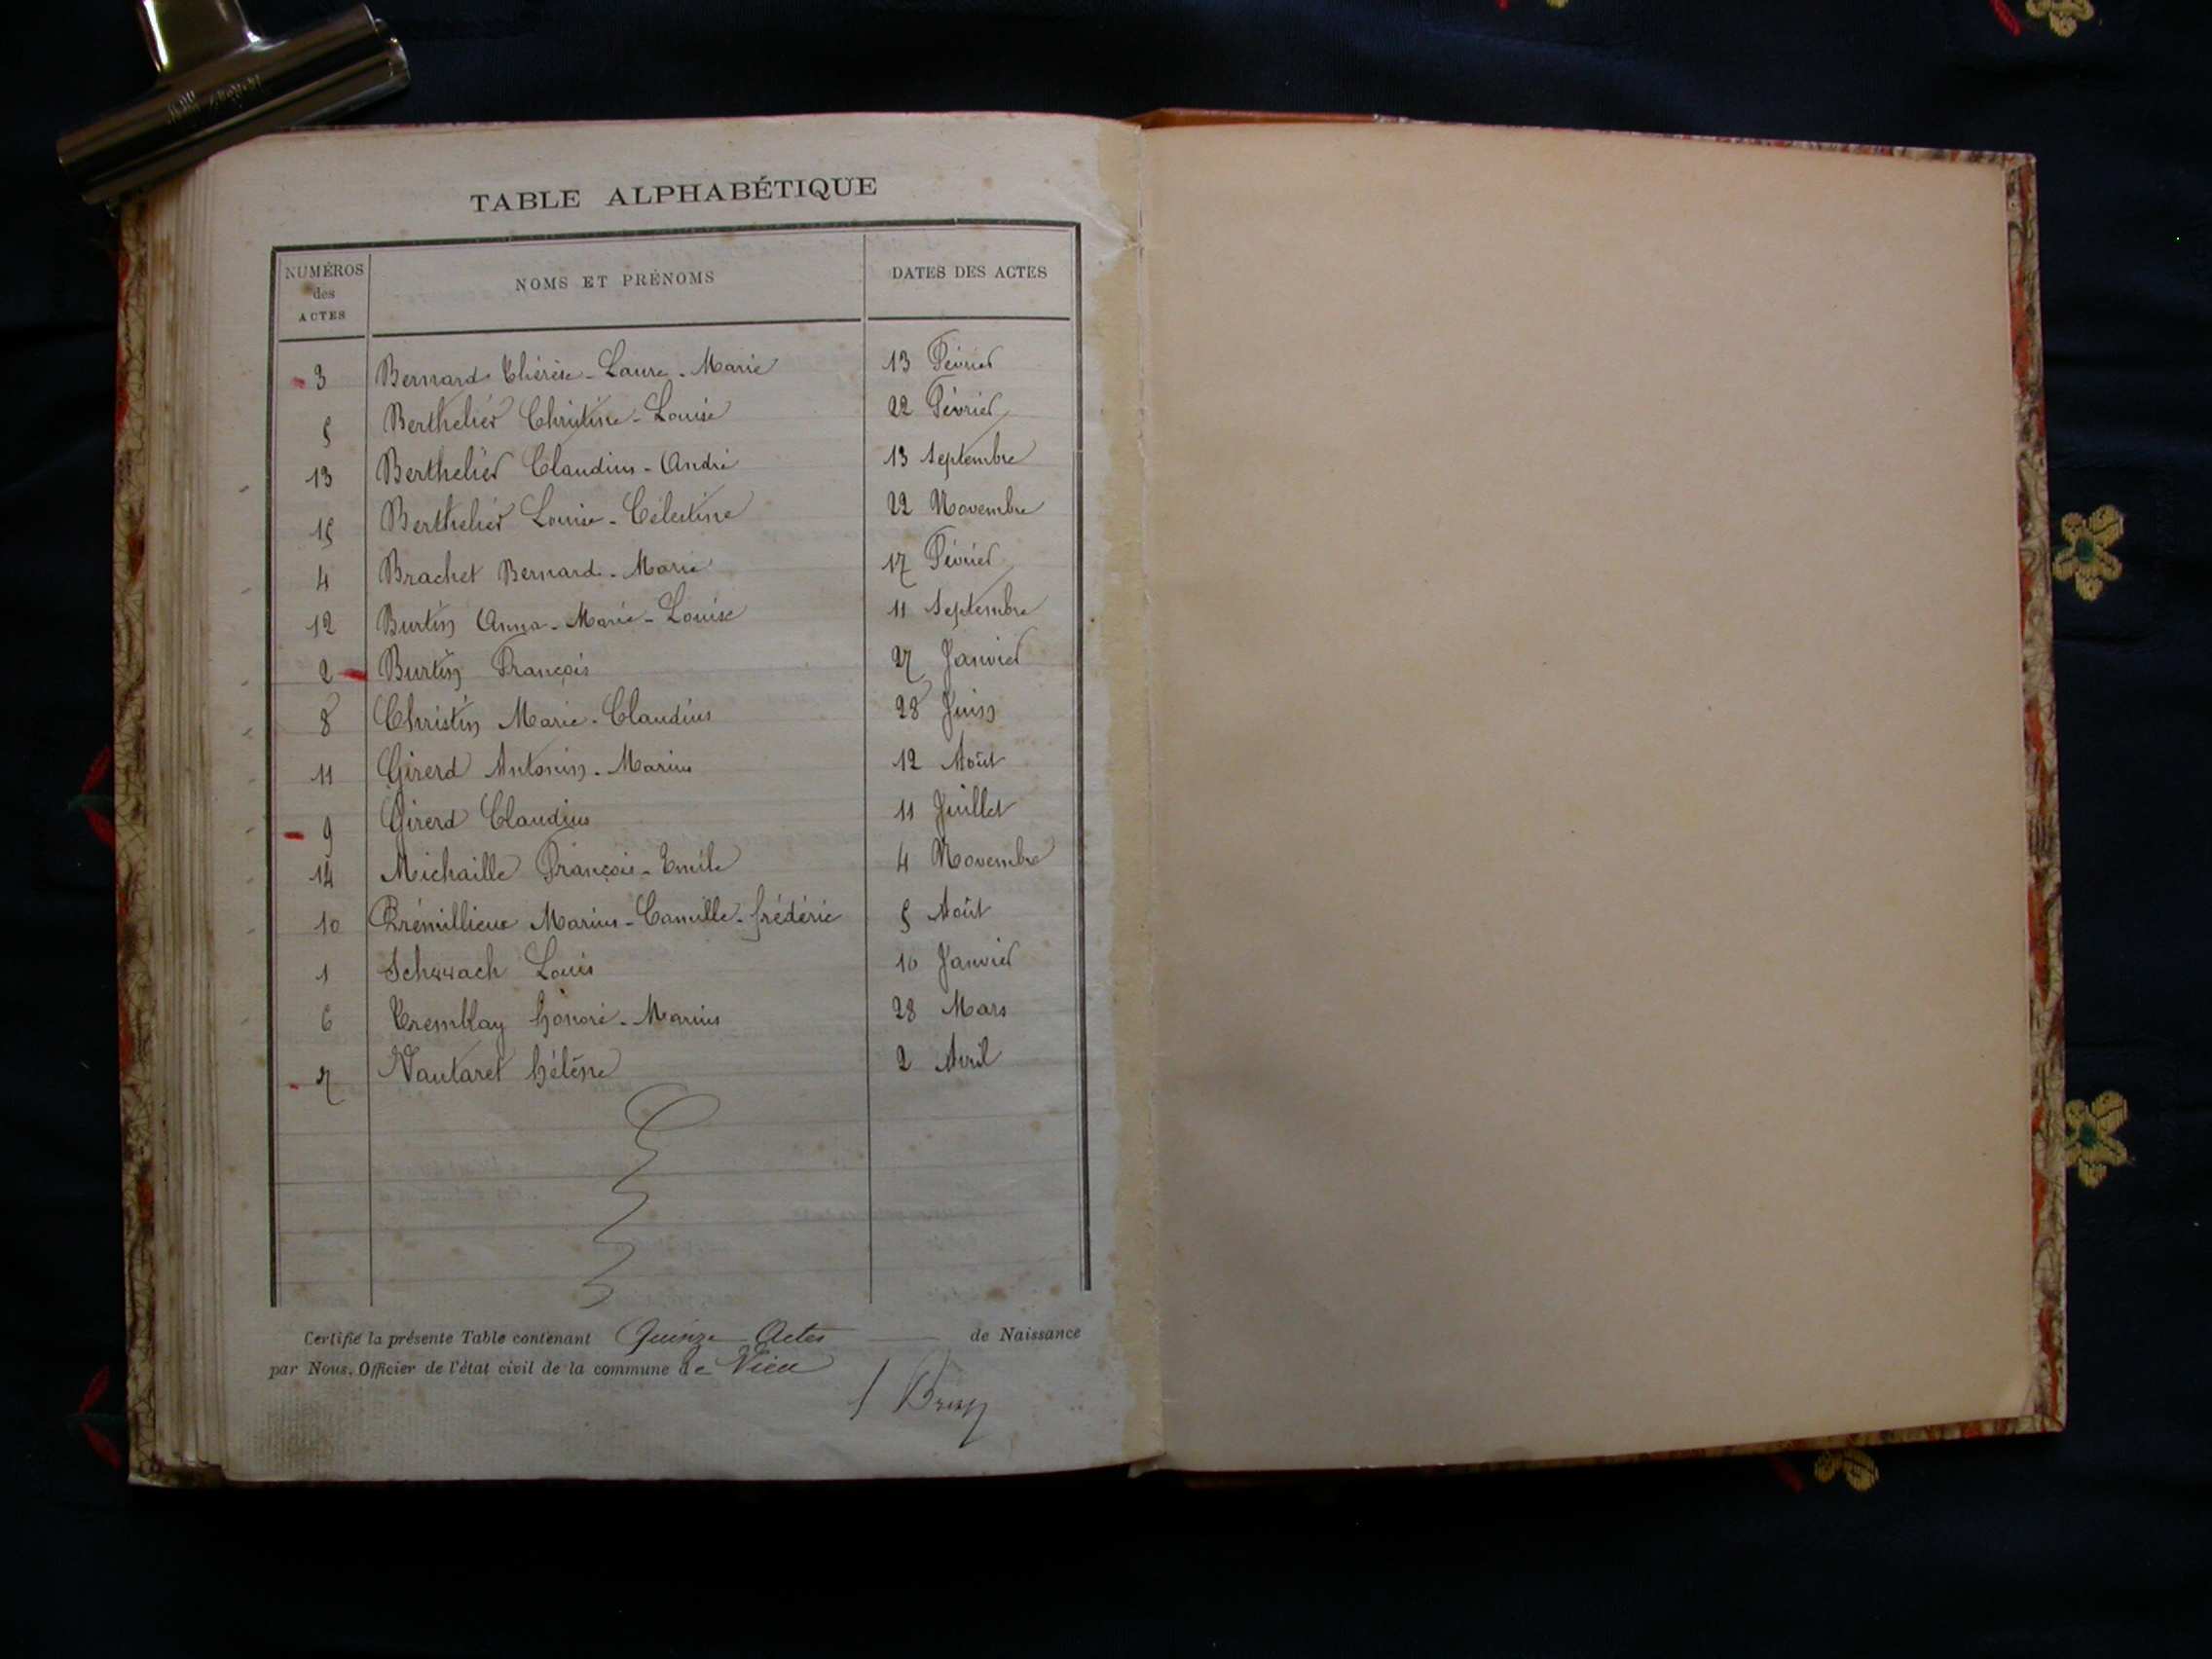 TABLE ALPHABÉTIQUE
NUMÉROS des ACTES NOMS ET PRÉNOMS DATES DES ACTES
3 Bernard Thérèse-Laure-Marie 13 Février
5 Berthelier Christine-Louise 22 Février
13 Berthelier Claudius-André 13 Septembre
15 Berthelier Louise-Célestine 22 Novembre
4 Brachet Bernard-Marie 17 Février
12 Burtin Anna-Marie-Louise 11 Septembre
2 Burtin François 27 Janvier
8 Christin Marie-Claudius 28 Juin
11 Girerd Antonin-Marius 12 Août
9 Girerd Claudius 11 Juillet
14 Michaille François-Emile 4 Novembre
10 Prémillieux Marius-Camille-frédéric 5 Août
1 Schwach Louis 10 Janvier
6 Tremblay honoré-Marius 28 Mars
7 Vautaret hélène 2 Avril
Certifié la présente Table contenant Quinze Actes de Naissance
par Nous, Officier de l'état civil de la commune de Vieu